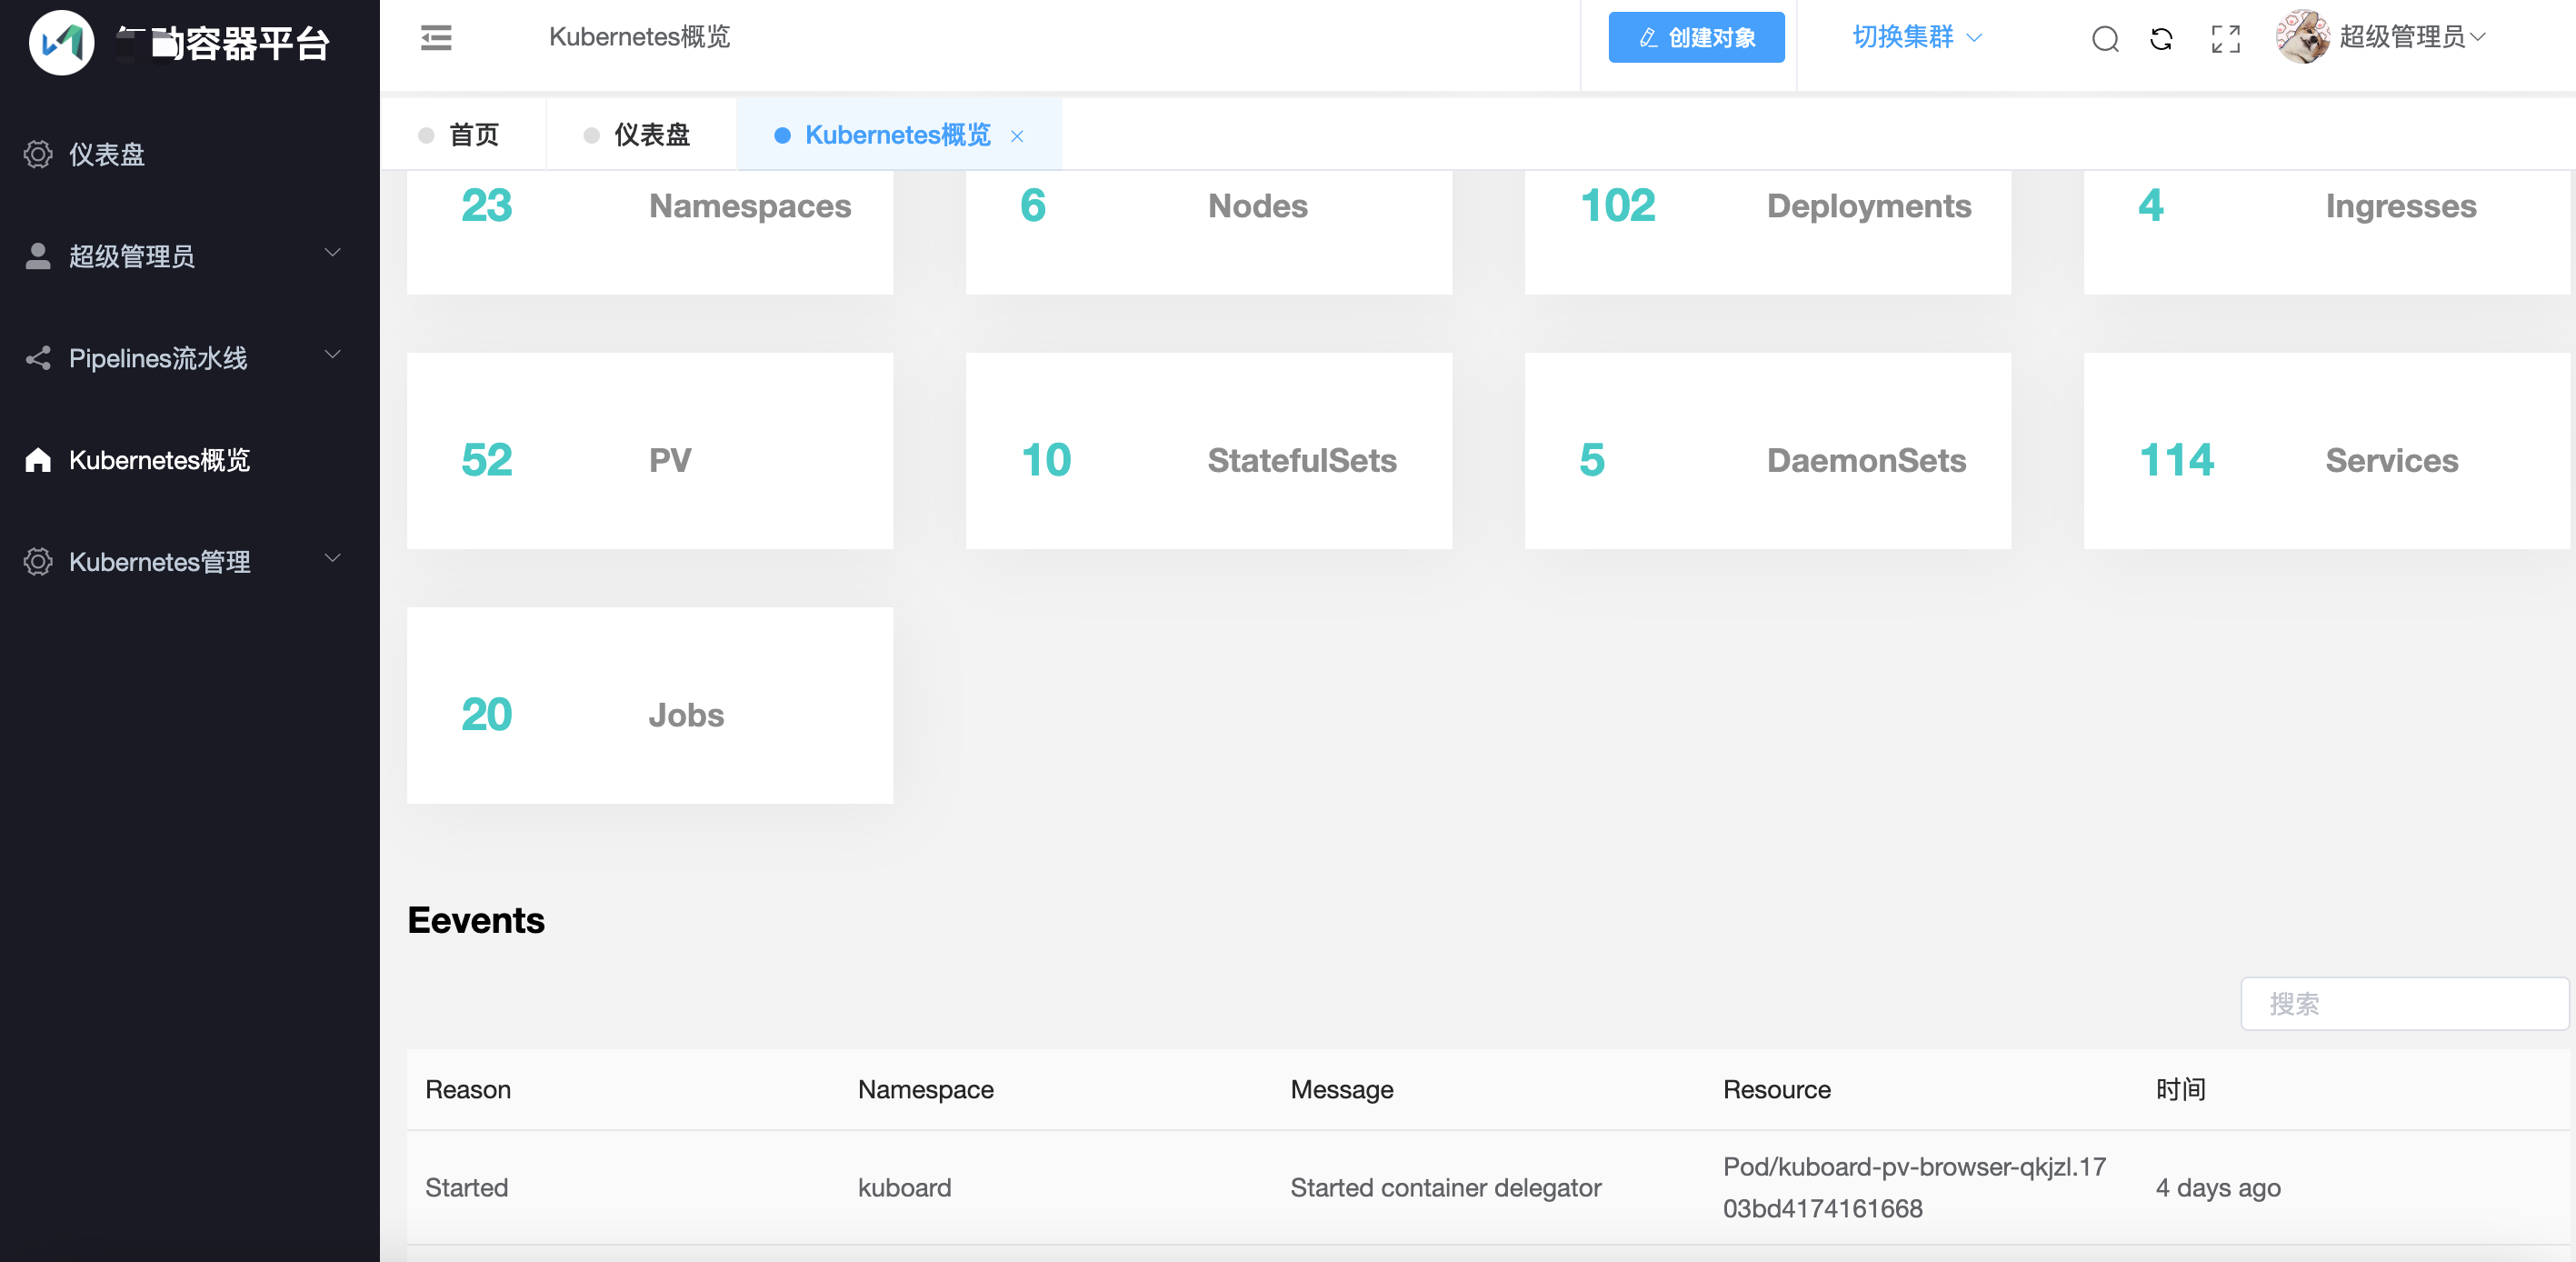 动容器平台
Kubernetes概览
创建对象
切换集群
超级管理员
仪表盘
超级管理员
Pipelines流水线
Kubernetes概览
Kubernetes管理
首页
仪表盘
Kubernetes概览
23 Namespaces
6 Nodes
102 Deployments
4 Ingresses
52 PV
10 StatefulSets
5 DaemonSets
114 Services
20 Jobs
Eevents
搜索
Reason Namespace Message Resource 时间
Started kuboard Started container delegator Pod/kuboard-pv-browser-qkjzl.17 4 days ago
03bd4174161668